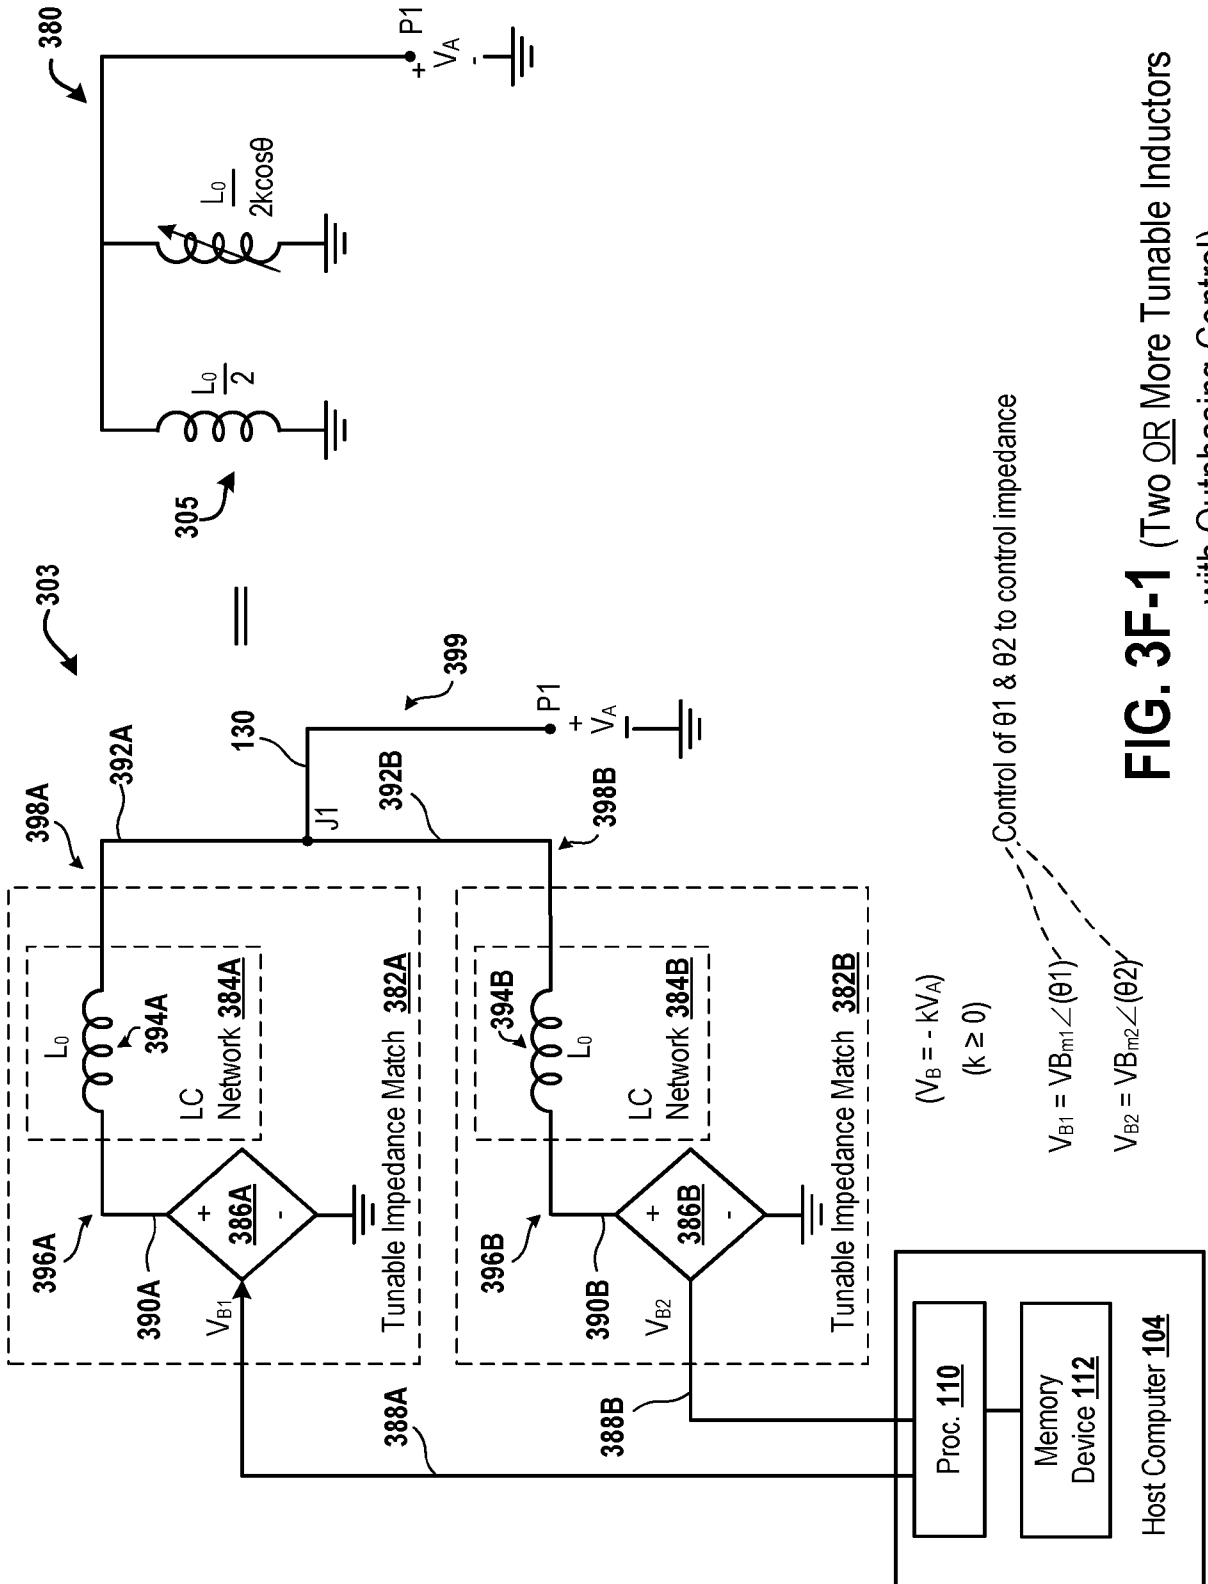 303
398A
392A
L0
394A
LC
Network 384A
396A
390A
+
386A
-
VB1
Tunable Impedance Match 382A
388A
130
J1
399
P1
+
VA
-
392B
398B
L0
394B
LC
Network 384B
396B
390B
+
386B
-
VB2
Tunable Impedance Match 382B
388B
=
380
305
L0
2
L0
2kcosθ
P1
+
VA
-
Proc. 110
Memory
Device 112
Host Computer 104
(VB = - kVA)
(k ≥ 0)
VB1 = VBm1∠(θ1)
VB2 = VBm2∠(θ2)
Control of θ1 & θ2 to control impedance
FIG. 3F-1 (Two OR More Tunable Inductors
with Outphasing Control)